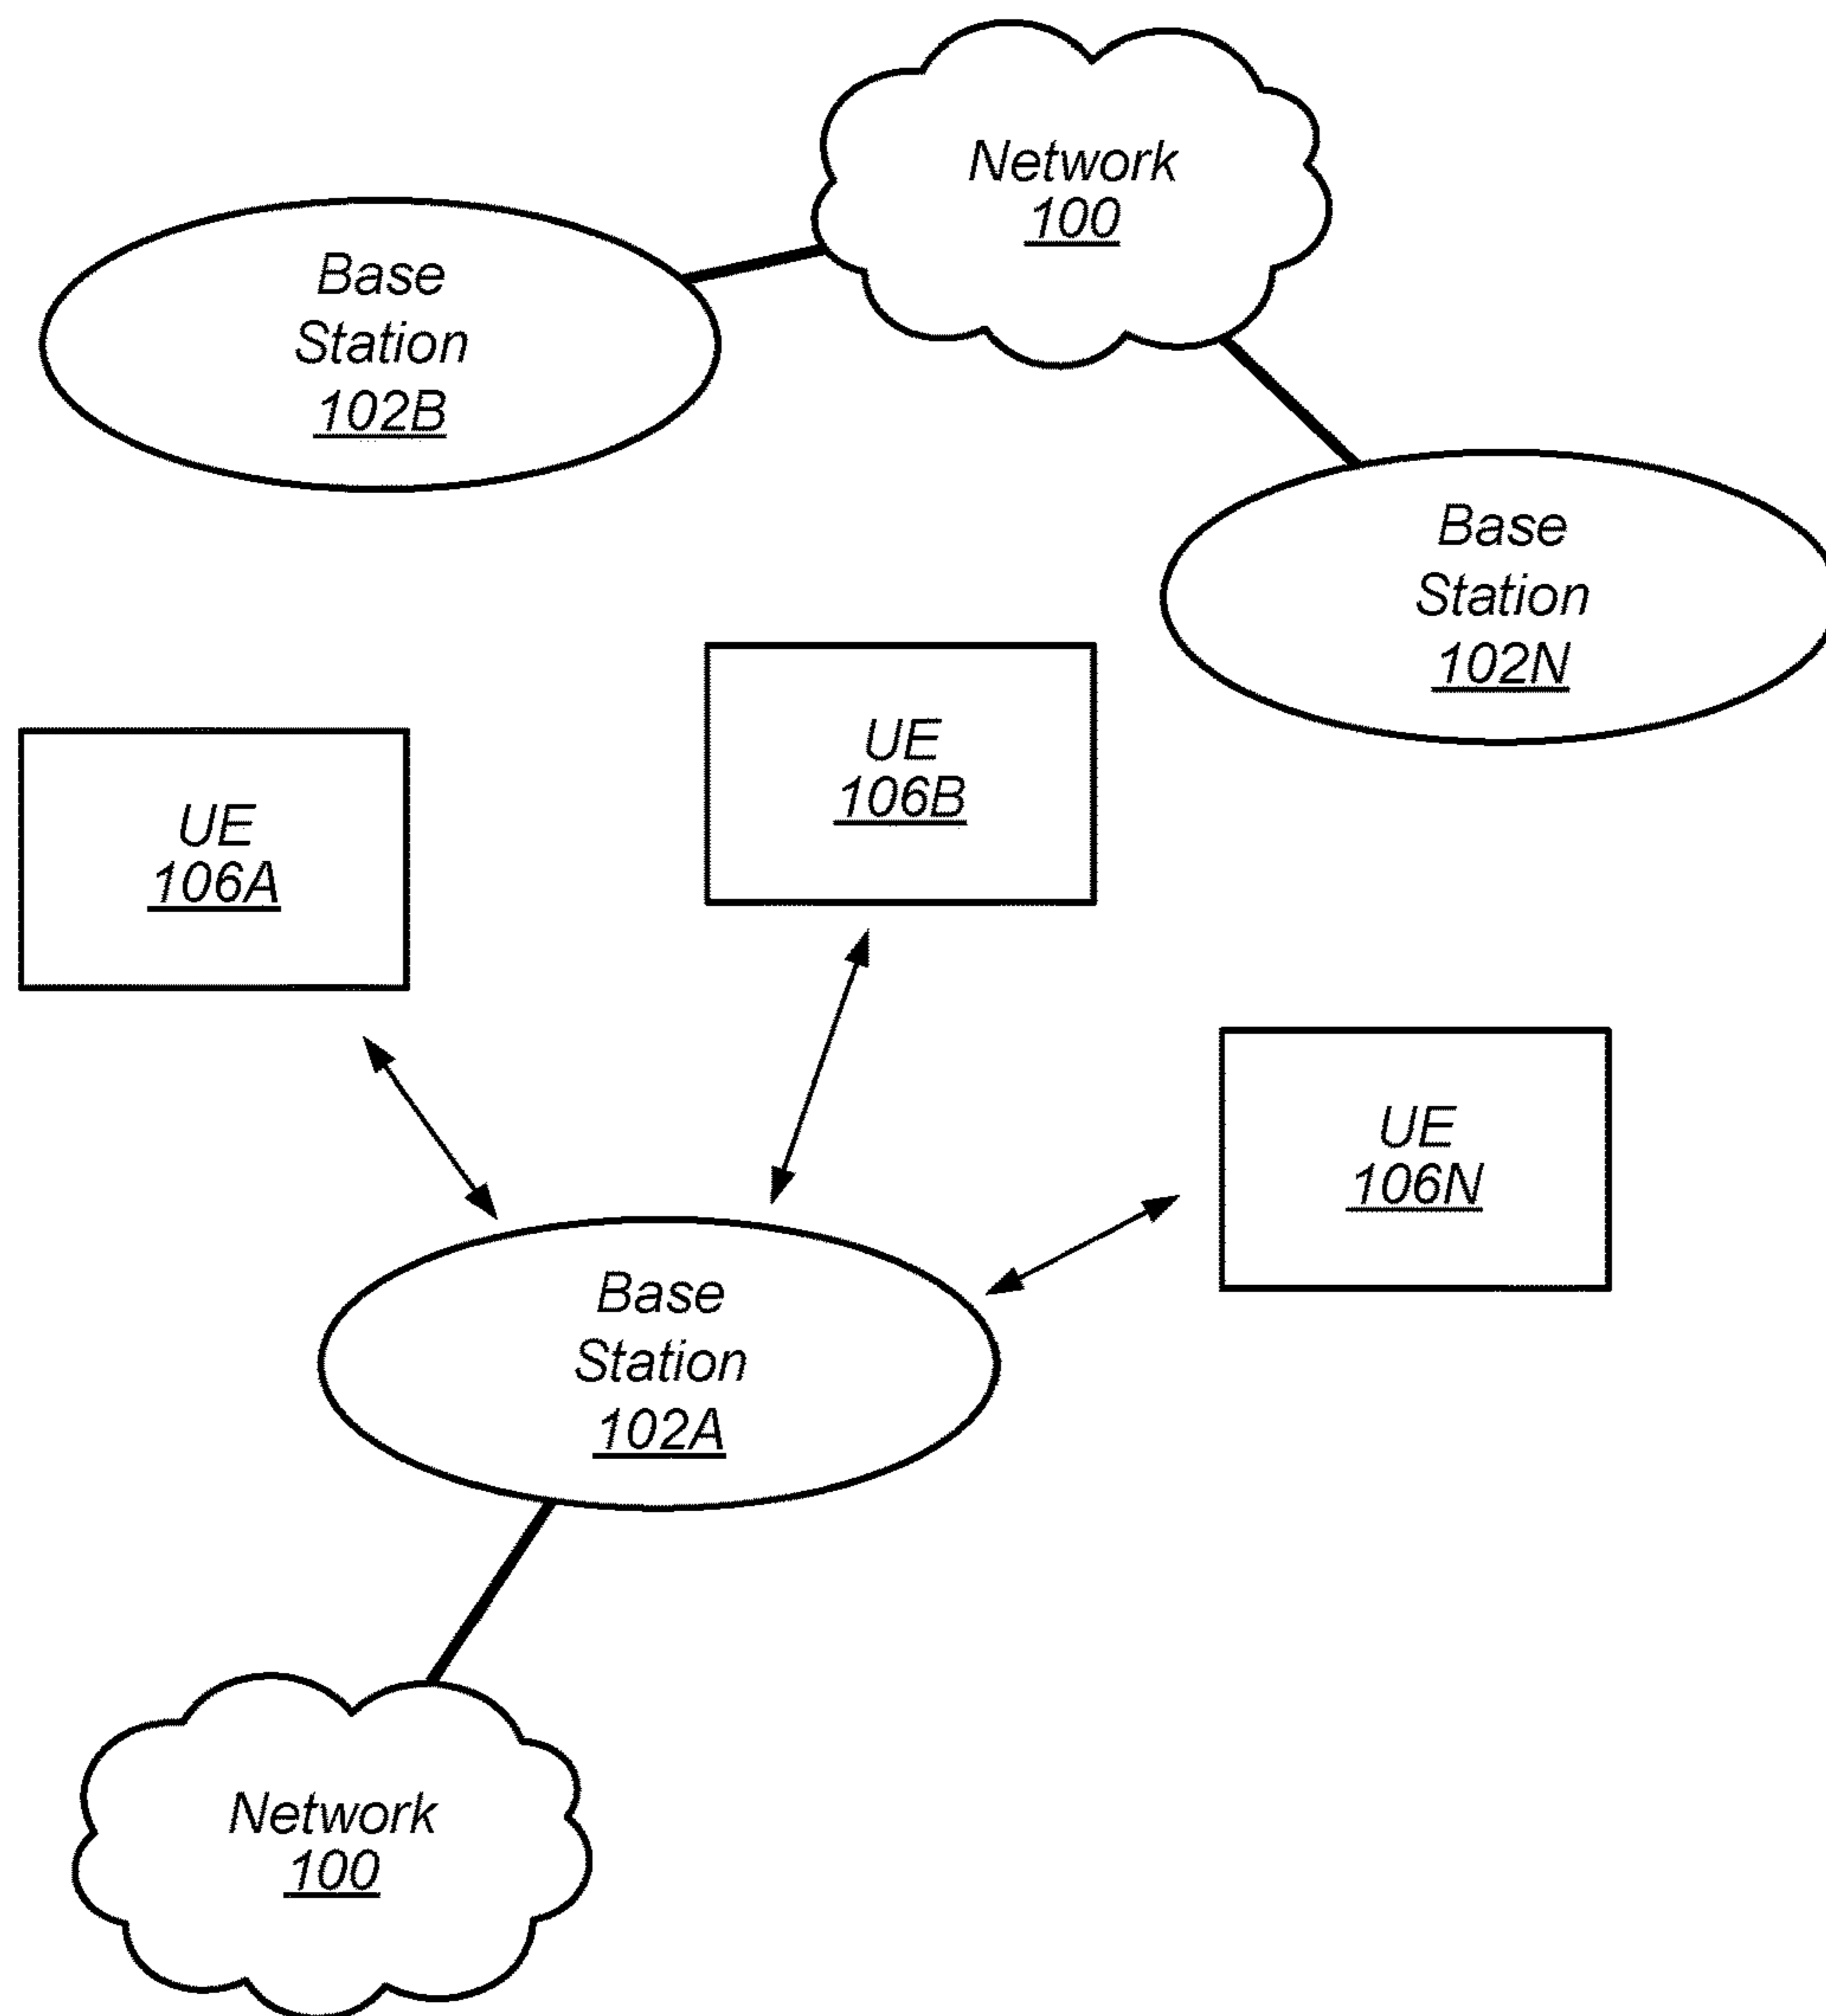 Network
100
Base
Station
102B
Base
Station
102N
UE
106B
UE
106A
UE
106N
Base
Station
102A
Network
100